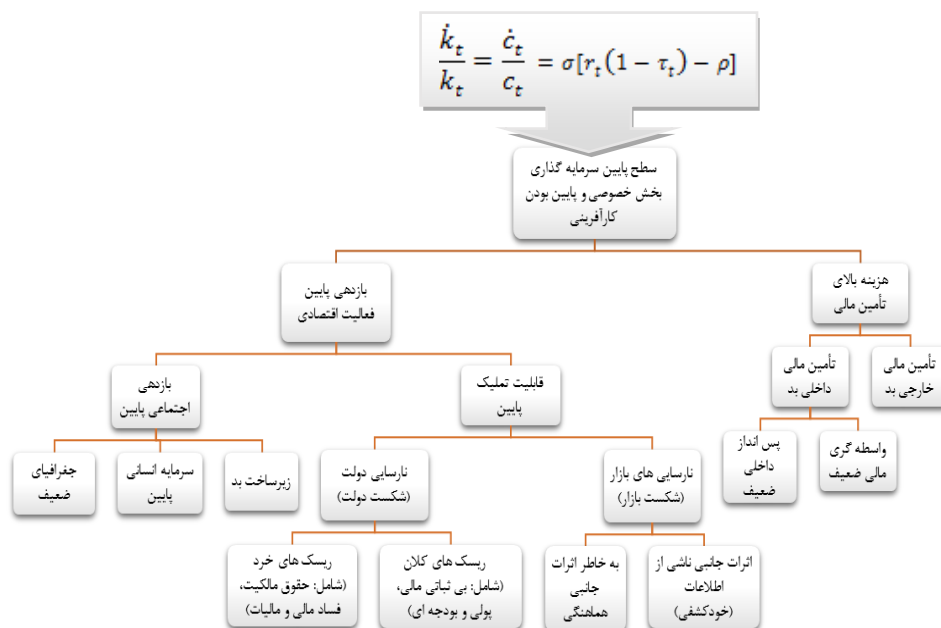 k̇_t/k_t = ċ_t/c_t = σ[r_t(1 − τ_t) − ρ]
سطح پایین سرمایه گذاری
بخش خصوصی و پایین بودن
کارآفرینی
هزینه بالای
تأمین مالی
بازدهی پایین
فعالیت اقتصادی
تأمین مالی
خارجی بد
تأمین مالی
داخلی بد
قابلیت تملیک
پایین
بازدهی
اجتماعی پایین
واسطه گری
مالی ضعیف
پس انداز
داخلی
ضعیف
نارسایی های بازار
(شکست بازار)
نارسایی دولت
(شکست دولت)
زیرساخت بد
سرمایه انسانی
پایین
جغرافیای
ضعیف
اثرات جانبی ناشی از
اطلاعات
(خودکشفی)
به خاطر اثرات
جانبی
هماهنگی
ریسک های کلان
(شامل: بی ثباتی مالی،
پولی و بودجه ای)
ریسک های خرد
(شامل: حقوق مالکیت،
فساد مالی و مالیات)